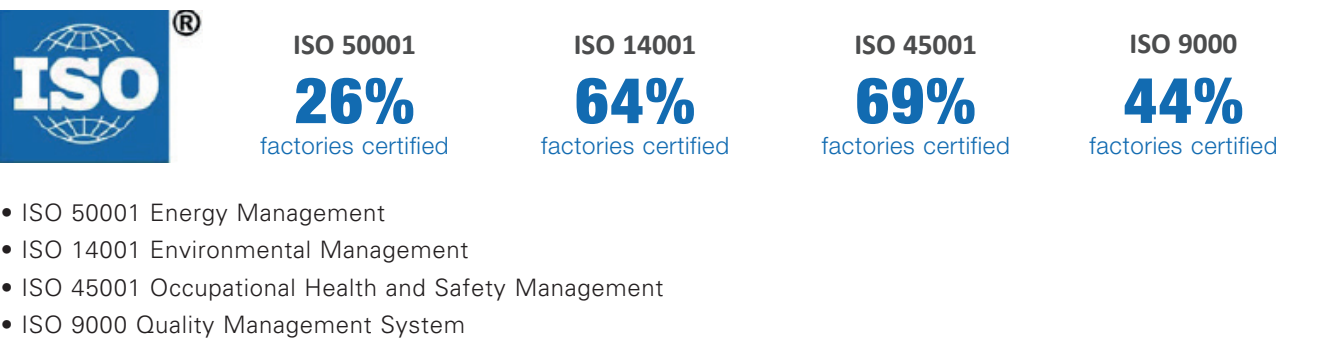 ISO ®
ISO 50001 ISO 14001 ISO 45001 ISO 9000
26% 64% 69% 44%
factories certified factories certified factories certified factories certified
• ISO 50001 Energy Management
• ISO 14001 Environmental Management
• ISO 45001 Occupational Health and Safety Management
• ISO 9000 Quality Management System